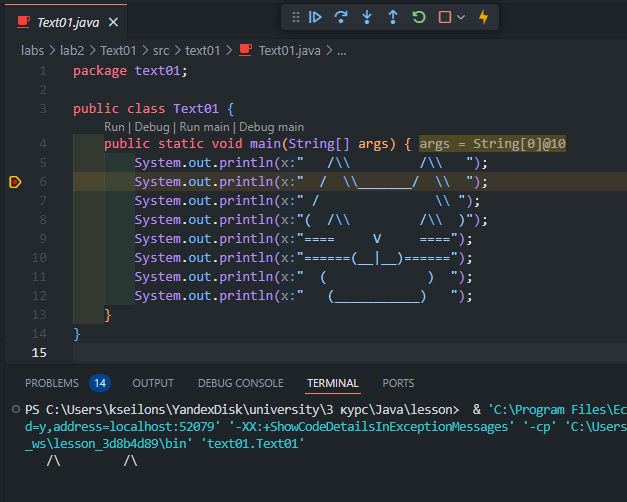 Text01.java
labs > lab2 > Text01 > src > text01 > Text01.java > ...
1 package text01;
2
3 public class Text01 {
Run | Debug | Run main | Debug main
4     public static void main(String[] args) { args = String[0]@10
5         System.out.println(x:"   /\\         /\\   ");
6         System.out.println(x:"  /  \\_______/  \\  ");
7         System.out.println(x:" /               \\ ");
8         System.out.println(x:"(  /\\         /\\  )");
9         System.out.println(x:"====     V     ====");
10         System.out.println(x:"======(__|__)======");
11         System.out.println(x:"  (             )  ");
12         System.out.println(x:"   (___________)   ");
13     }
14 }
15
PROBLEMS 14 OUTPUT DEBUG CONSOLE TERMINAL PORTS
PS C:\Users\kseilons\YandexDisk\university\3 курс\Java\lesson>  & 'C:\Program Files\Ec
d=y,address=localhost:52079' '-XX:+ShowCodeDetailsInExceptionMessages' '-cp' 'C:\Users
_ws\lesson_3d8b4d89\bin' 'text01.Text01'
   /\        /\